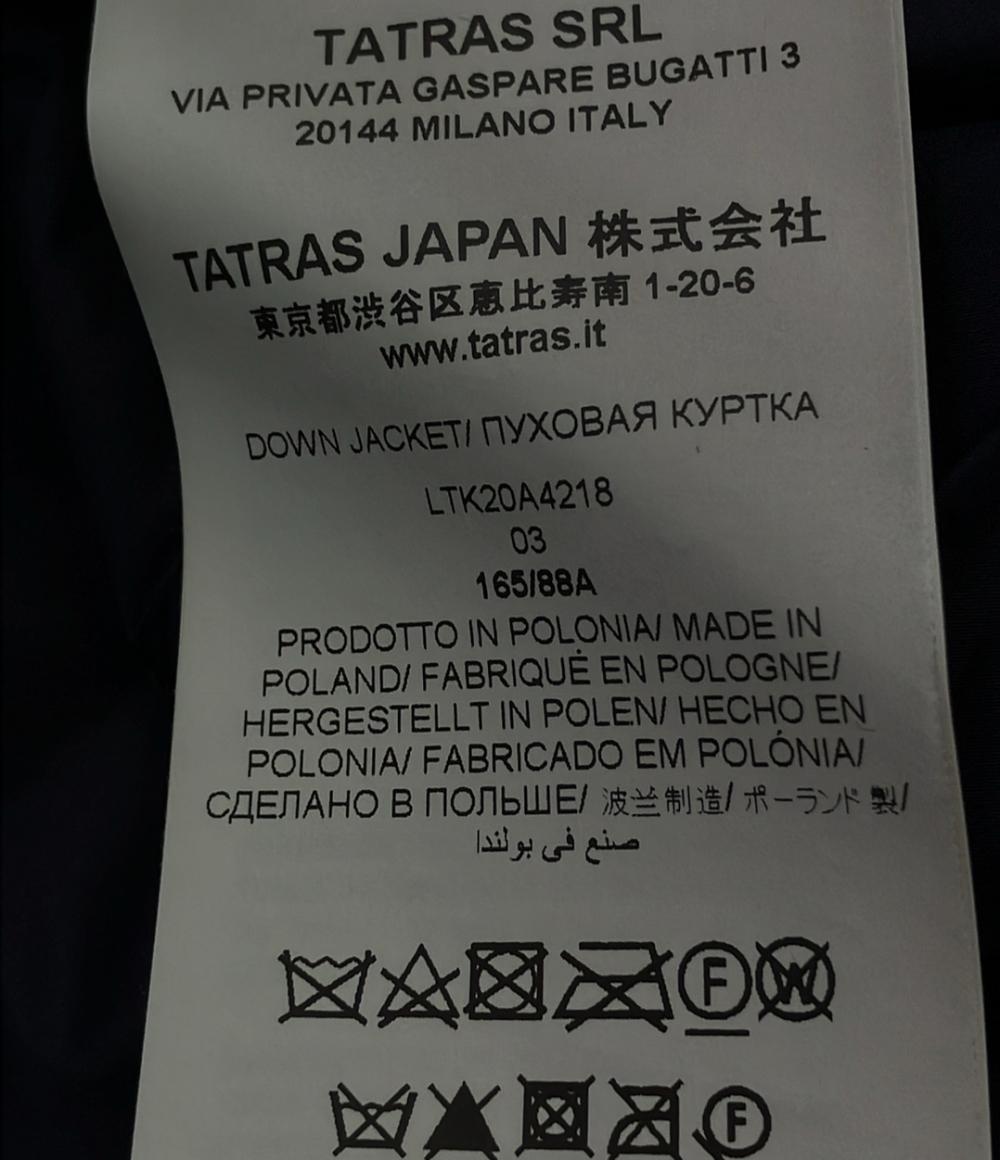 TATRAS SRL
VIA PRIVATA GASPARE BUGATTI 3
20144 MILANO ITALY
TATRAS JAPAN 株式会社
東京都渋谷区恵比寿南 1-20-6
www.tatras.it
DOWN JACKET/ ПУХОВАЯ КУРТКА
LTK20A4218
03
165/88A
PRODOTTO IN POLONIA/ MADE IN
POLAND/ FABRIQUÉ EN POLOGNE/
HERGESTELLT IN POLEN/ HECHO EN
POLONIA/ FABRICADO EM POLÓNIA/
СДЕЛАНО В ПОЛЬШЕ/ 波兰制造/ ポーランド 製/
صنع في بولندا
F W
F